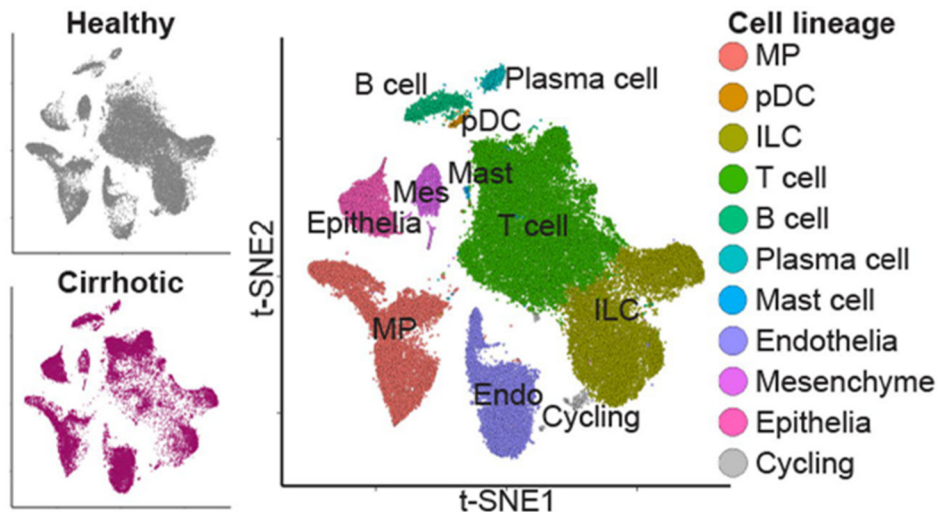 Healthy
Cirrhotic
B cell
Plasma cell
pDC
Mast
Mes
Epithelia
T cell
MP
ILC
Endo
Cycling
t-SNE2
t-SNE1
Cell lineage
MP
pDC
ILC
T cell
B cell
Plasma cell
Mast cell
Endothelia
Mesenchyme
Epithelia
Cycling